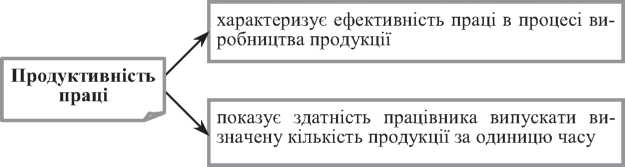 Продуктивність
праці
характеризує ефективність праці в процесі ви-
робництва продукції
показує здатність працівника випускати ви-
значену кількість продукції за одиницю часу